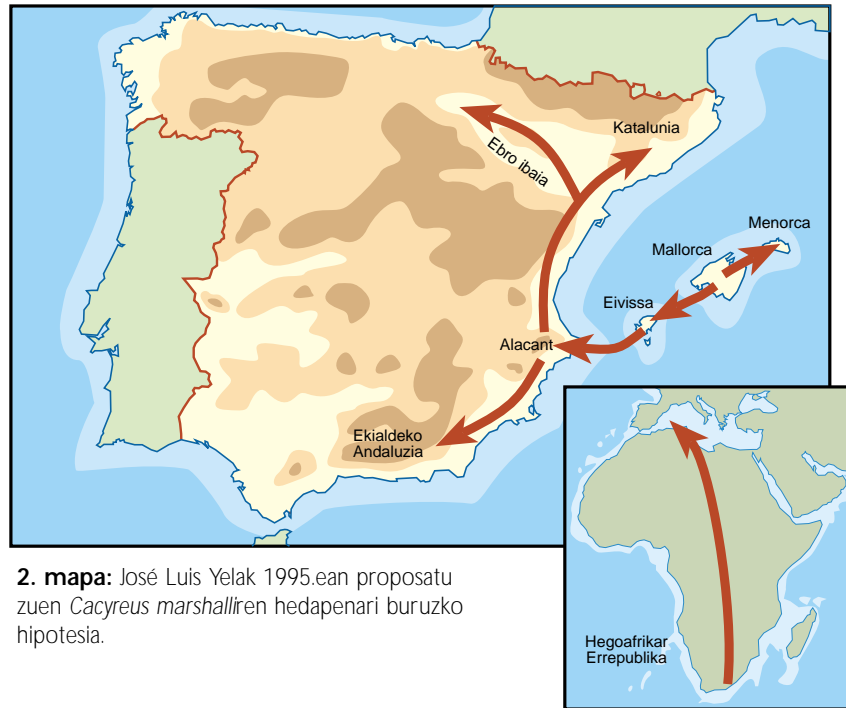 Katalunia
Ebro ibaia
Menorca
Mallorca
Eivissa
Alacant
Ekialdeko
Andaluzia
Hegoafrikar
Errepublika
2. mapa: José Luis Yelak 1995.ean proposatu
zuen Cacyreus marshalliren hedapenari buruzko
hipotesia.